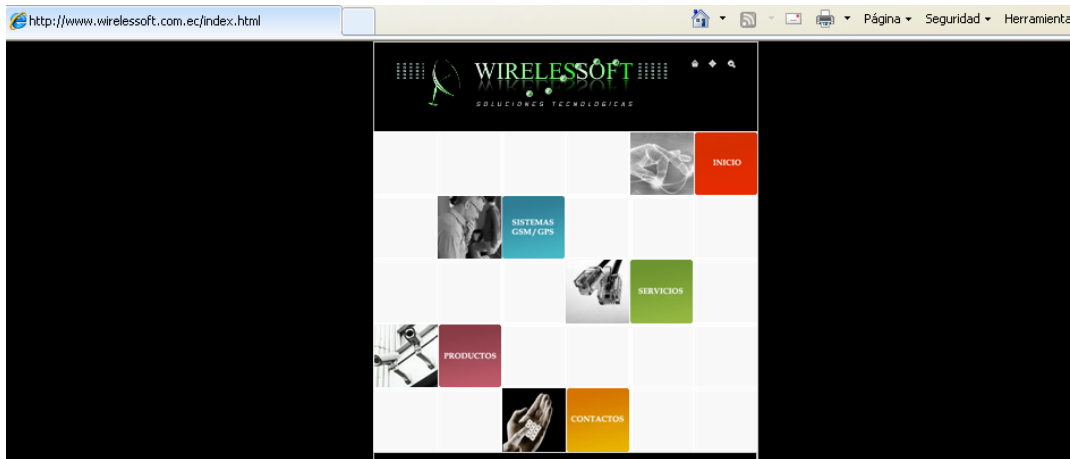 http://www.wirelessoft.com.ec/index.html
Página Seguridad Herramienta
WIRELESSOFT
SOLUCIONES TECNOLOGICAS
INICIO
SISTEMAS
GSM/GPS
SERVICIOS
PRODUCTOS
CONTACTOS